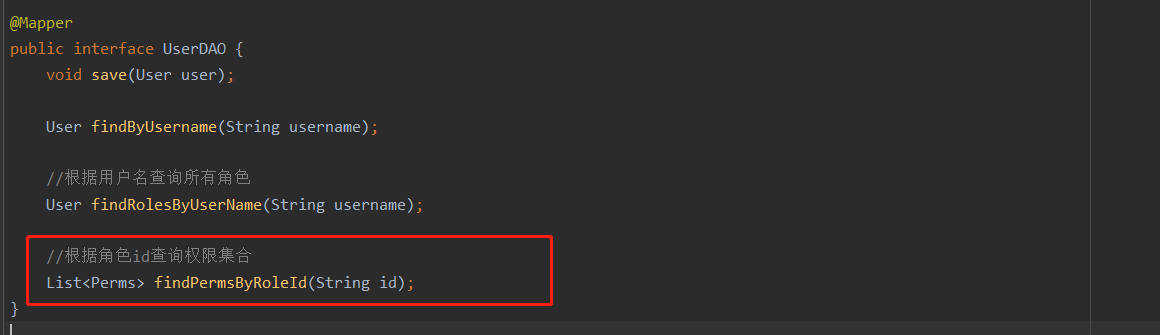 @Mapper
public interface UserDAO {
void save(User user);
User findByUsername(String username);
//根据用户名查询所有角色
User findRolesByUserName(String username);
//根据角色id查询权限集合
List<Perms> findPermsByRoleId(String id);
}